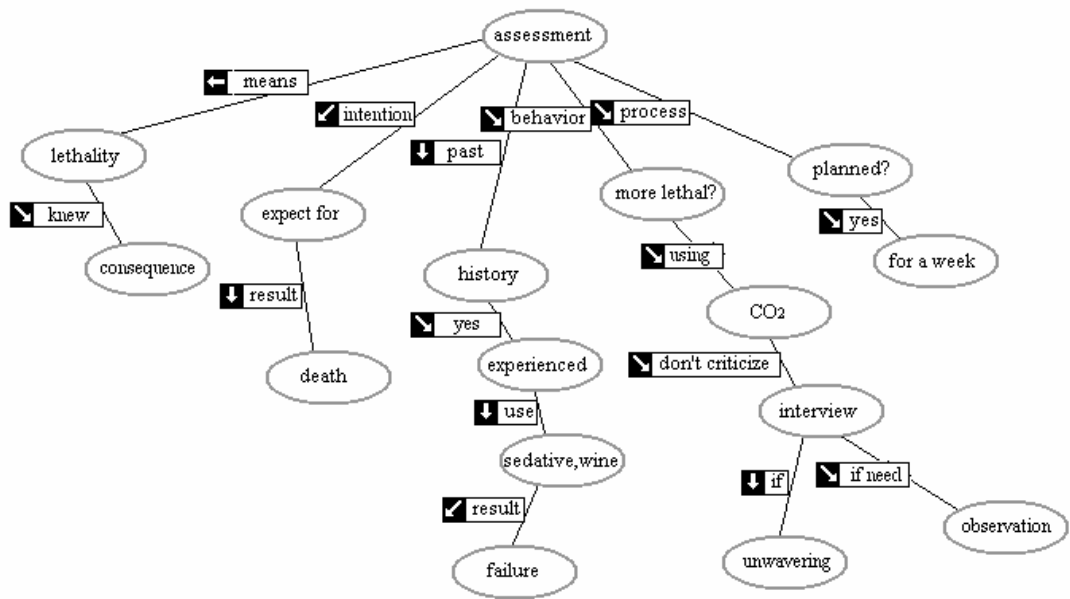 assessment
means
intention
behavior
process
past
lethality
planned?
more lethal?
knew
expect for
yes
using
consequence
history
for a week
result
CO2
yes
experienced
don't criticize
death
use
interview
sedative,wine
if
if need
result
observation
failure
unwavering